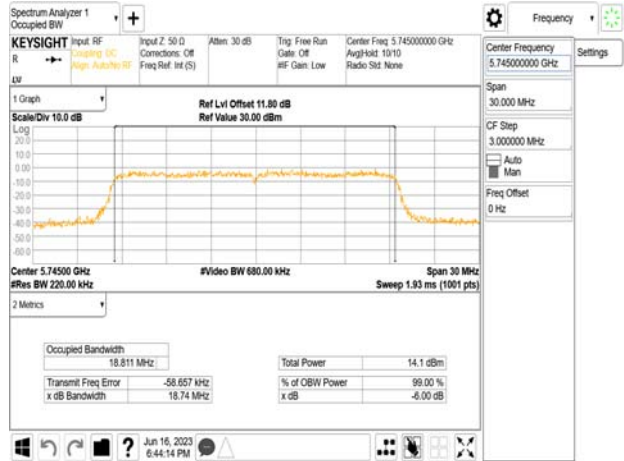 Spectrum Analyzer 1
Occupied BW
Frequency
KEYSIGHT
Input: RF
Coupling: DC
Align: Auto/No RF
Input Z: 50 Ω
Corrections: Off
Freq Ref: Int (S)
Atten: 30 dB
Trig: Free Run
Gate: Off
#IF Gain: Low
Center Freq: 5.745000000 GHz
Avg|Hold: 10/10
Radio Std: None
R
LXI
1 Graph
Scale/Div 10.0 dB
Ref Lvl Offset 11.80 dB
Ref Value 30.00 dBm
Log
20.0
10.0
0.00
-10.0
-20.0
-30.0
-40.0
-50.0
-60.0
Center 5.74500 GHz
#Res BW 220.00 kHz
#Video BW 680.00 kHz
Span 30 MHz
Sweep 1.93 ms (1001 pts)
2 Metrics
Occupied Bandwidth
18.811 MHz
Transmit Freq Error -58.657 kHz
x dB Bandwidth 18.74 MHz
Total Power 14.1 dBm
% of OBW Power 99.00 %
x dB -6.00 dB
Jun 16, 2023
6:44:14 PM
Center Frequency
5.745000000 GHz
Settings
Span
30.000 MHz
CF Step
3.000000 MHz
Auto
Man
Freq Offset
0 Hz